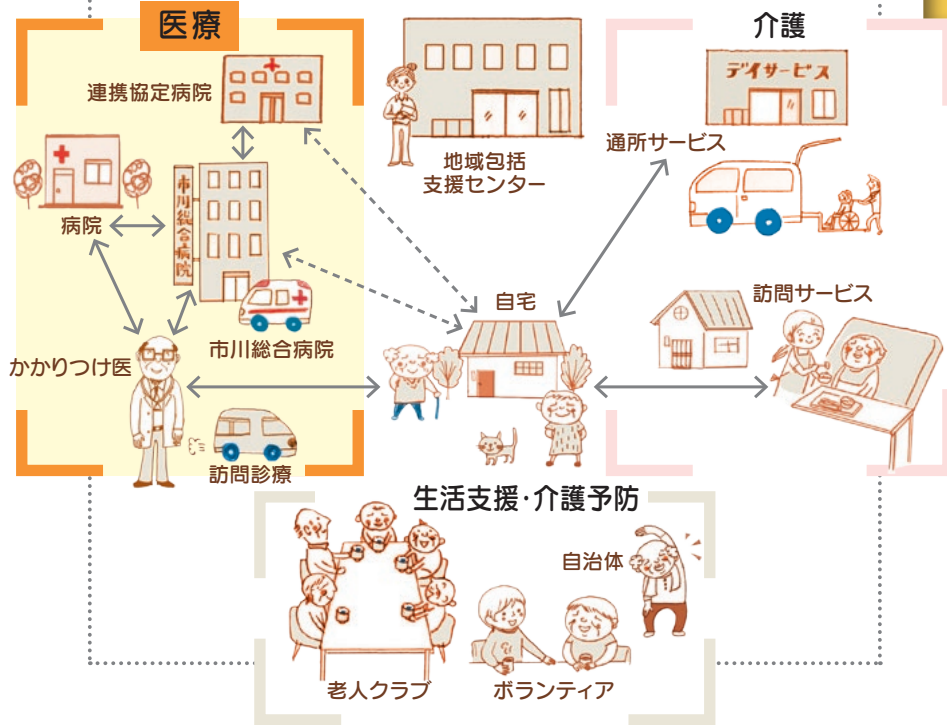 医療
連携協定病院
病院
市川総合病院
市川総合病院
かかりつけ医
訪問診療
地域包括
支援センター
自宅
介護
デイサービス
通所サービス
訪問サービス
生活支援・介護予防
自治体
老人クラブ
ボランティア